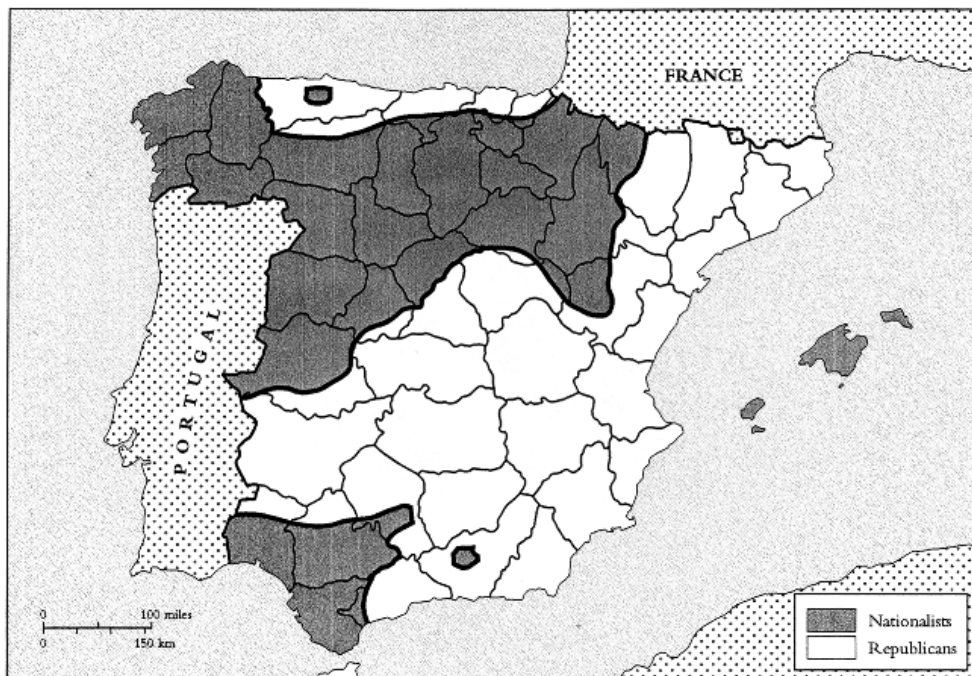 FRANCE
PORTUGAL
0 100 miles
0 150 km
Nationalists
Republicans